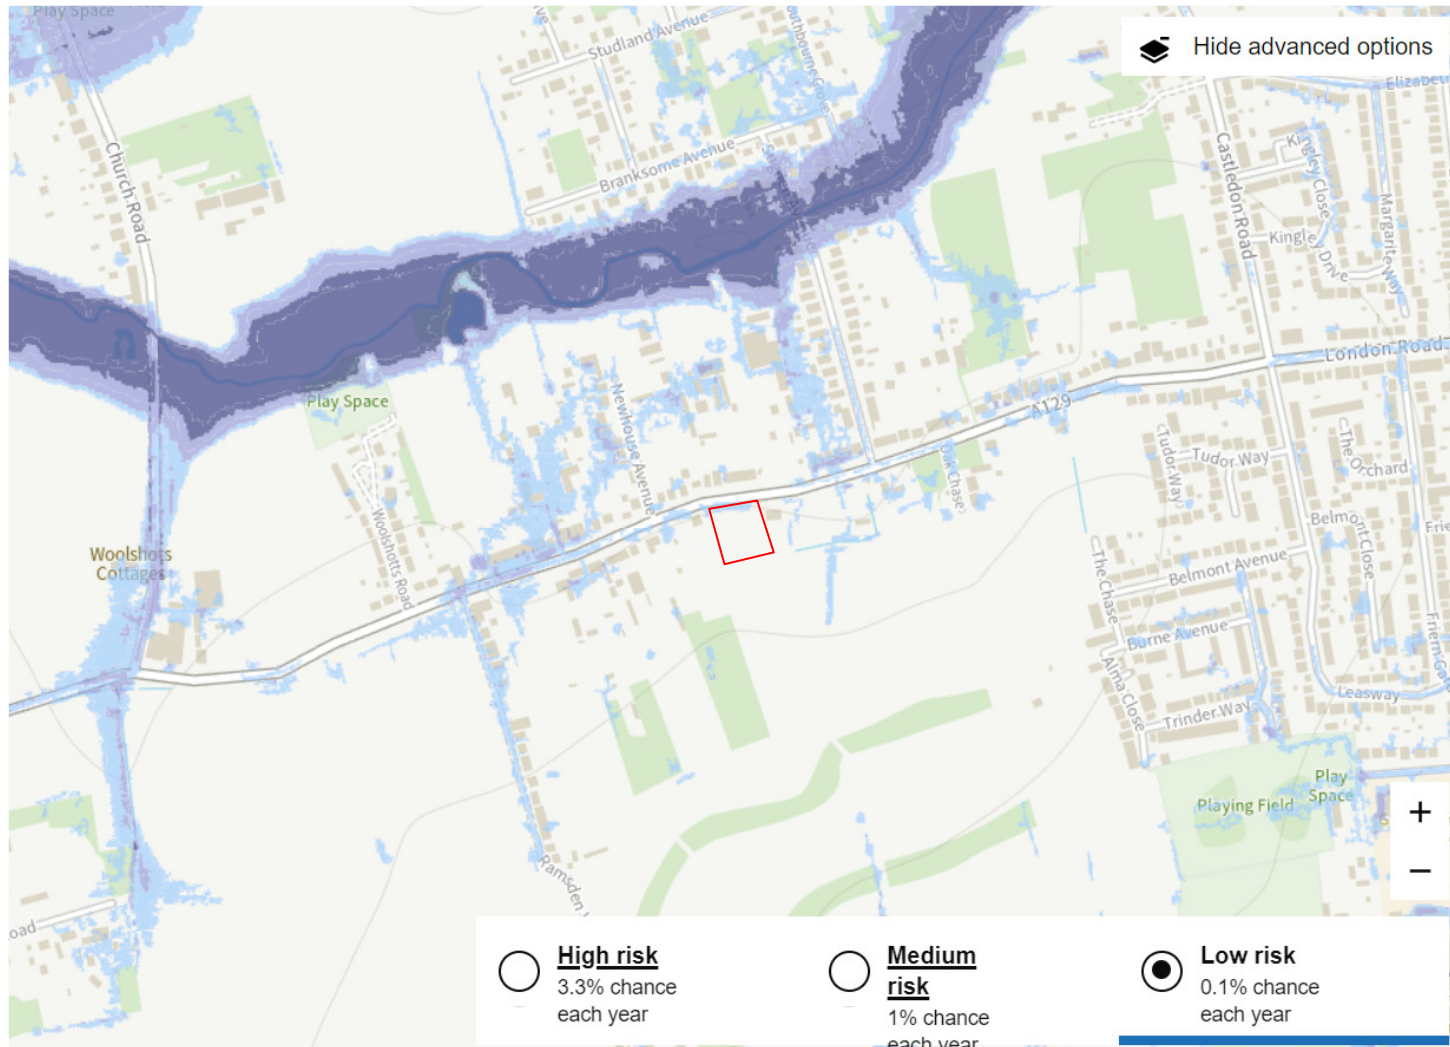 Play Space
Studland Avenue
Hide advanced options
Church Road
Branksome Avenue
Castledon Road
Kingley Close
Kingley Drive
Margarite Way
London Road
A129
Play Space
Newhouse Avenue
Oak Chase
Tudor Way
Tudor Way
The Orchard
Woolshots
Cottages
Woolshotts Road
The Chase
Belmont Avenue
Belmont Close
Burne Avenue
Alma Close
Trinder Way
Leasway
Playing Field
Play
Space
Ramsden
+
−
High risk
3.3% chance
each year
Medium
risk
1% chance
each year
Low risk
0.1% chance
each year